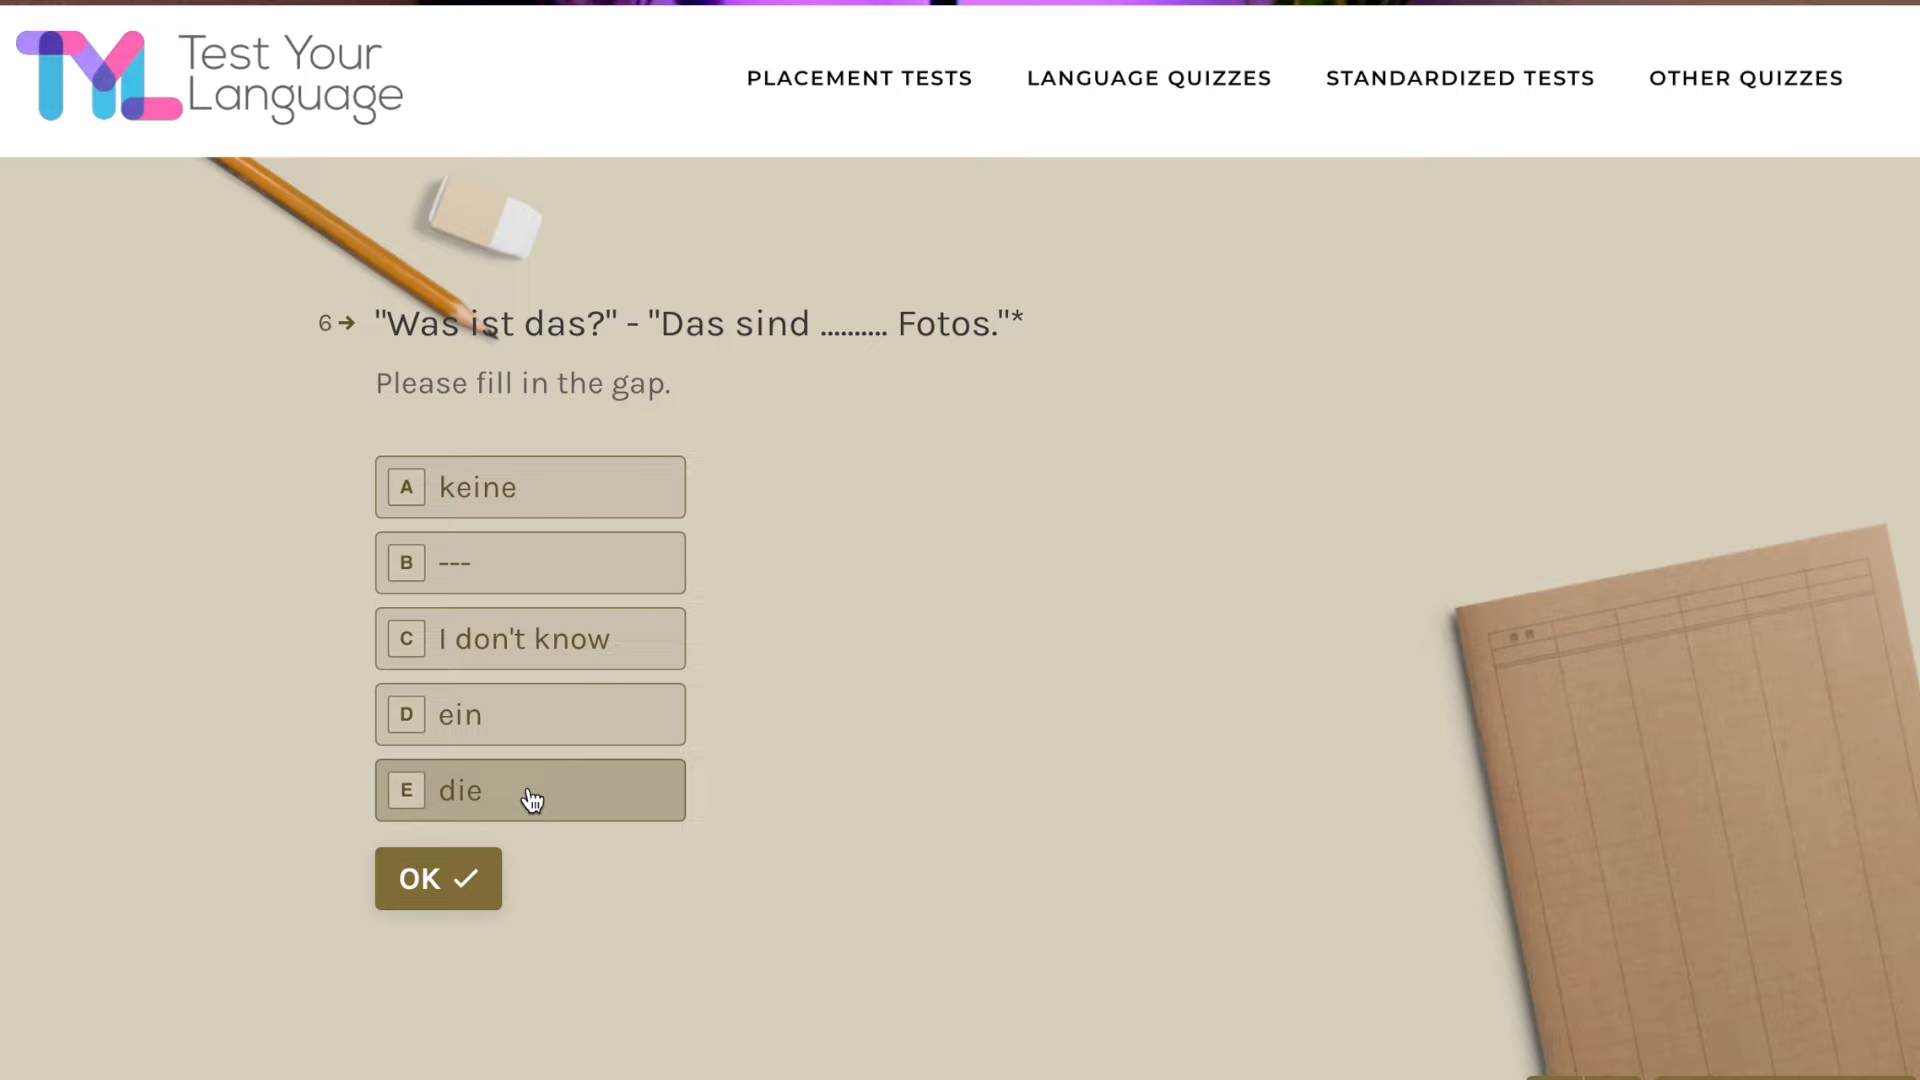 Test Your
Language
PLACEMENT TESTS
LANGUAGE QUIZZES
STANDARDIZED TESTS
OTHER QUIZZES
6 → "Was ist das?" - "Das sind .......... Fotos."*
Please fill in the gap.
A keine
B ---
C I don't know
D ein
E die
OK ✓